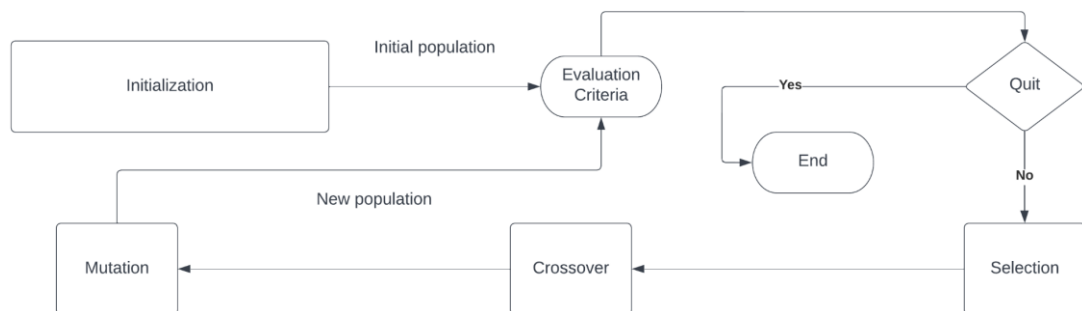 Initialization
Initial population
Evaluation
Criteria
Quit
Yes
End
No
New population
Mutation
Crossover
Selection